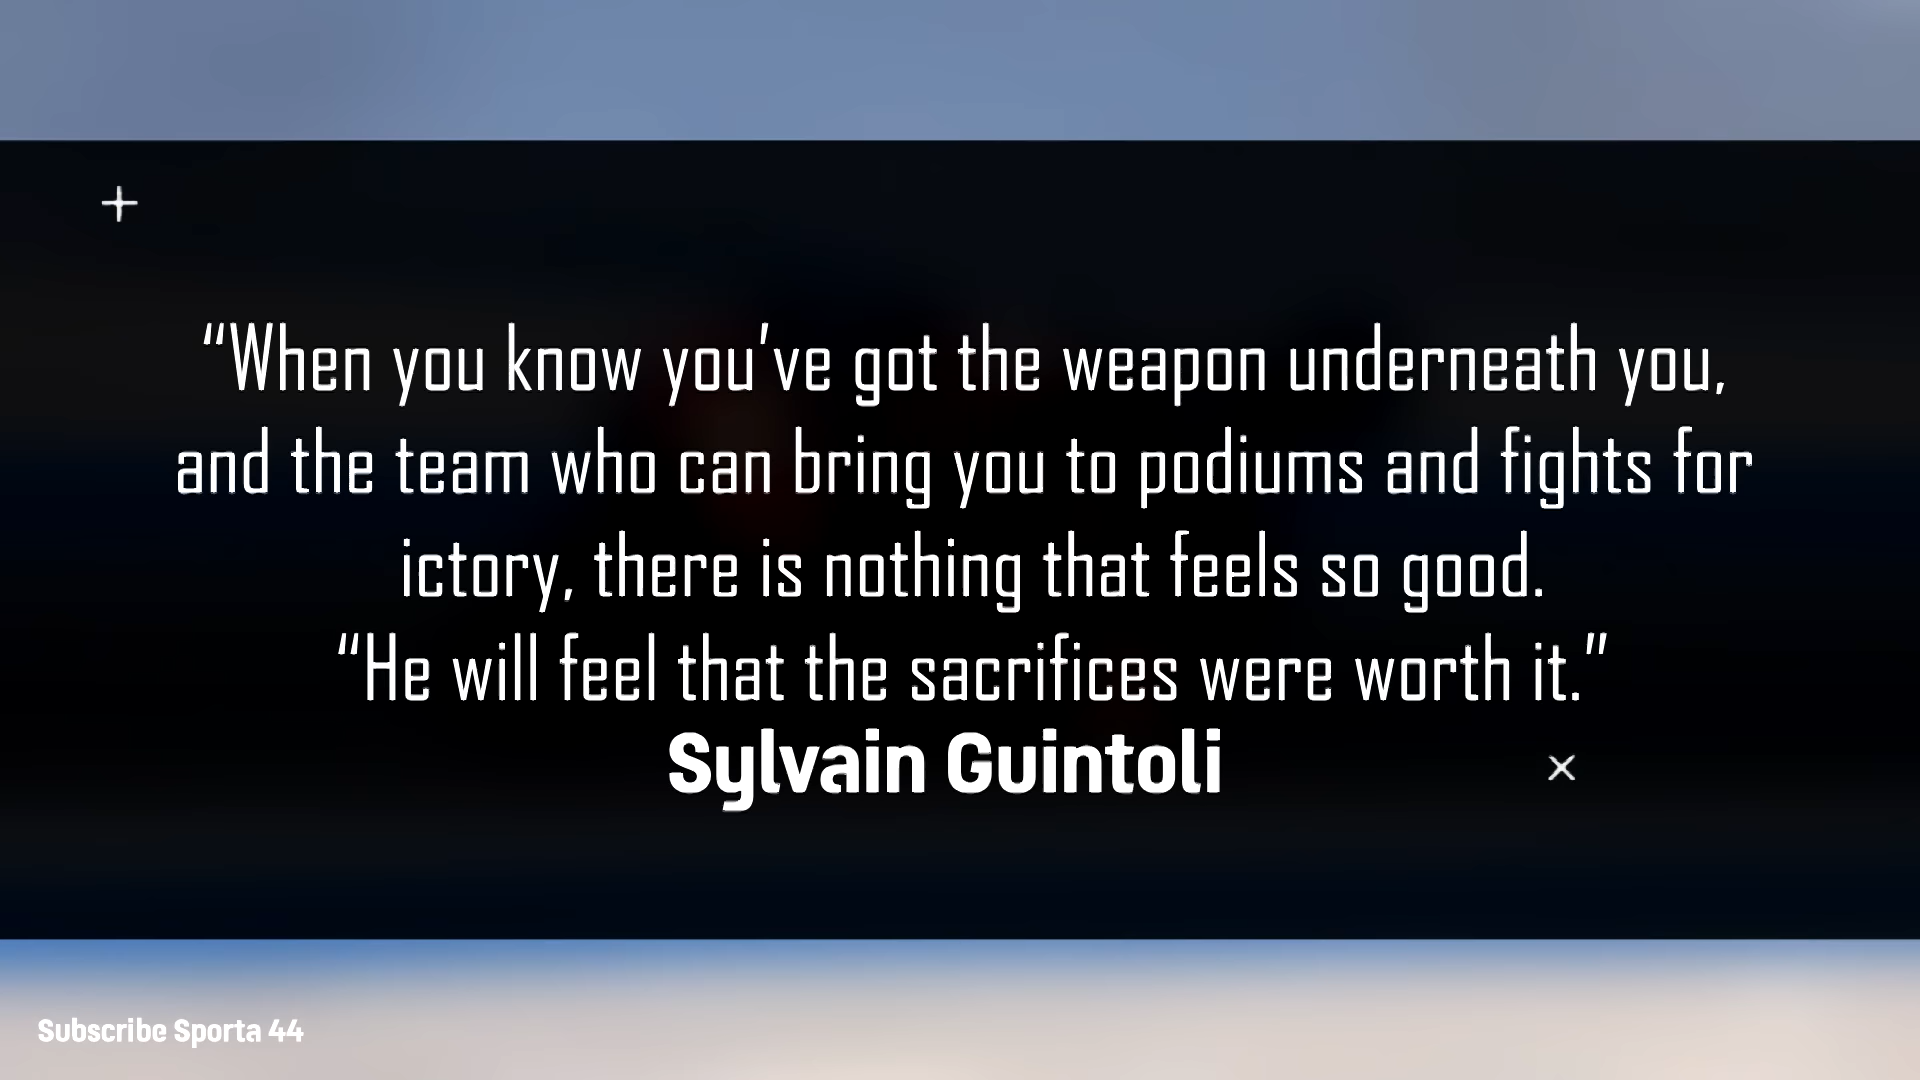 “When you know you’ve got the weapon underneath you,
and the team who can bring you to podiums and fights for
ictory, there is nothing that feels so good.
“He will feel that the sacrifices were worth it.”
Sylvain Guintoli
Subscribe Sporta 44